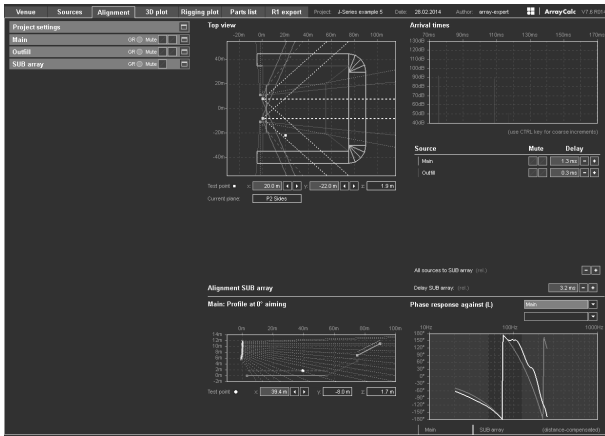 Venue Sources Alignment 3D plot Rigging plot Parts list R1 export Project: J-Series example 5 Date: 28.02.2014 Author: array-expert ArrayCalc V7.6.R01
Project settings
Main Off Mute
Outfill Off Mute
SUB array Off Mute
Top view
-20m 0m 20m 40m 60m 80m 100m
40m
20m
0m
-20m
-40m
Test point x: 20.0 m y: -22.0 m z: 1.9 m
Current plane: P2 Sides
Arrival times
70ms 90ms 110ms 130ms 150ms 170ms
130dB
120dB
110dB
100dB
90dB
80dB
70dB
60dB
50dB
40dB
(use CTRL key for coarse increments)
Source Mute Delay
Main 1.3 ms - +
Outfill 0.3 ms - +
All sources to SUB array (rel.) - +
Alignment SUB array
Delay SUB array: (rel.) 3.2 ms - +
Main: Profile at 0° aiming
0m 20m 40m 60m 80m 100m
14m
12m
10m
8m
6m
4m
2m
0m
-2m
Test point x: 39.4 m y: -8.0 m z: 1.7 m
Phase response against (L) Main
10Hz 100Hz 1000Hz
180°
150°
120°
90°
60°
30°
0°
-30°
-60°
-90°
-120°
-150°
-180°
Main SUB array (distance-compensated)